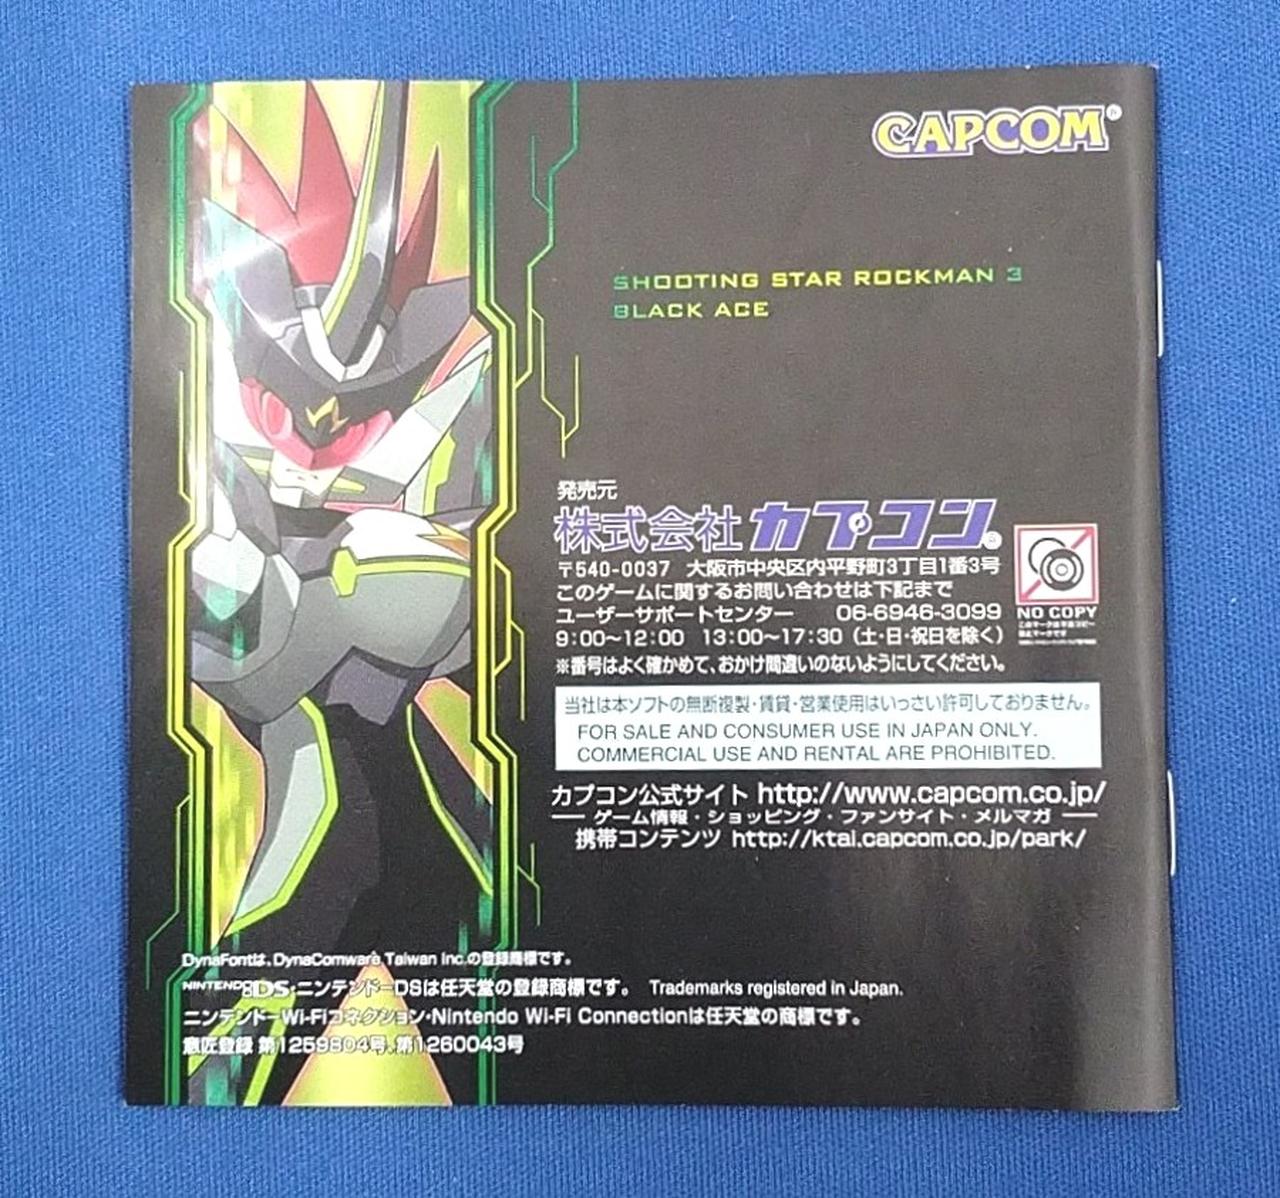 CAPCOM®
SHOOTING STAR ROCKMAN 3
BLACK ACE
発売元
株式会社カプコン®
〒540-0037 大阪市中央区内平野町3丁目1番3号
このゲームに関するお問い合わせは下記まで
ユーザーサポートセンター 06-6946-3099
9:00〜12:00 13:00〜17:30（土・日・祝日を除く）
※番号はよく確かめて、おかけ間違いのないようにしてください。
NO COPY
当社は本ソフトの無断複製・賃貸・営業使用はいっさい許可しておりません。
FOR SALE AND CONSUMER USE IN JAPAN ONLY.
COMMERCIAL USE AND RENTAL ARE PROHIBITED.
カプコン公式サイト http://www.capcom.co.jp/
ゲーム情報・ショッピング・ファンサイト・メルマガ
携帯コンテンツ http://ktai.capcom.co.jp/park/
DynaFontは、DynaComware Taiwan Inc.の登録商標です。
NINTENDO DS・ニンテンドーDSは任天堂の登録商標です。 Trademarks registered in Japan.
ニンテンドーWi-Fiコネクション・Nintendo Wi-Fi Connectionは任天堂の商標です。
意匠登録 第1259804号、第1260043号